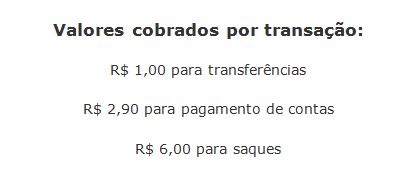 Valores cobrados por transação:
R$ 1,00 para transferências
R$ 2,90 para pagamento de contas
R$ 6,00 para saques